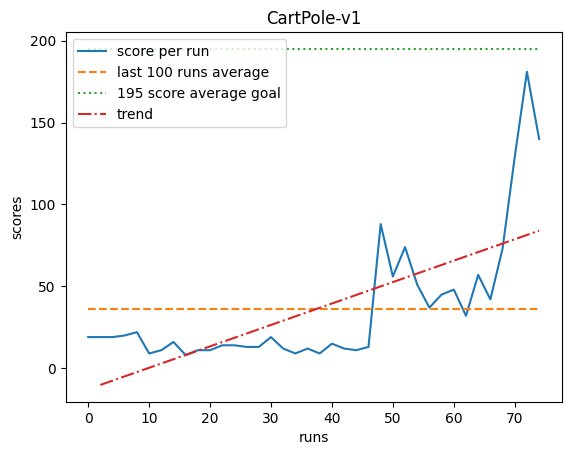 CartPole-v1
score per run
last 100 runs average
195 score average goal
trend
scores
200
150
100
50
0
0 10 20 30 40 50 60 70
runs